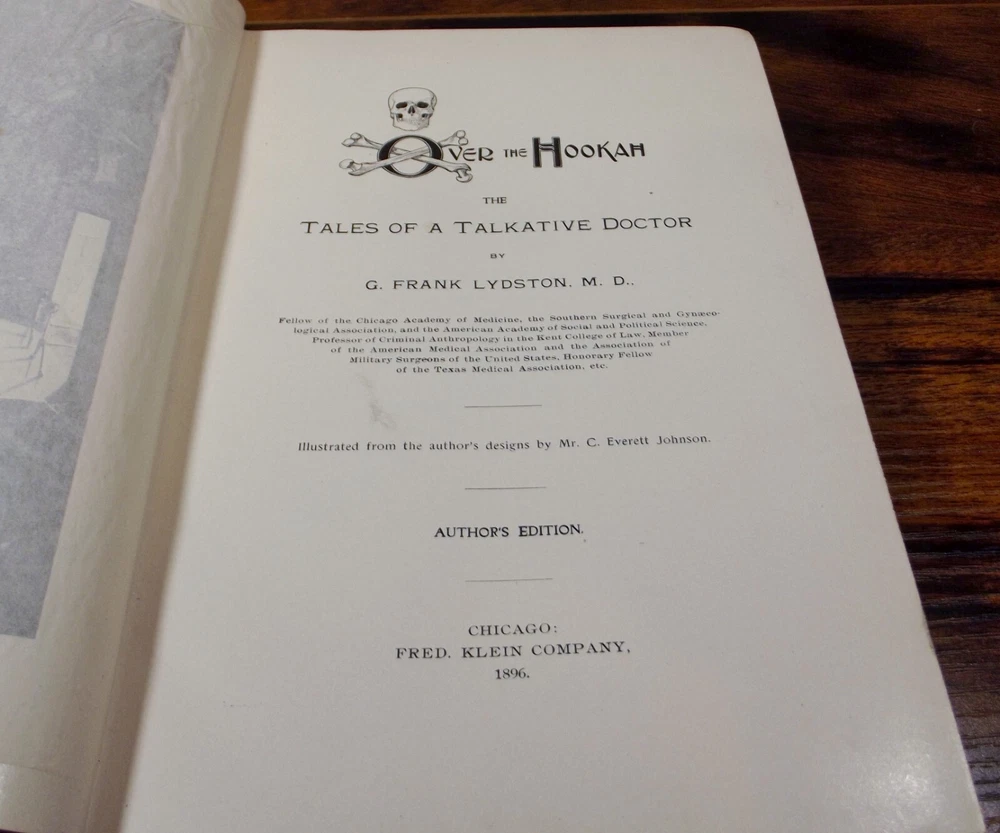 OVER THE HOOKAH
THE
TALES OF A TALKATIVE DOCTOR
BY
G. FRANK LYDSTON. M. D.,
Fellow of the Chicago Academy of Medicine, the Southern Surgical and Gynæco-
logical Association, and the American Academy of Social and Political Science,
Professor of Criminal Anthropology in the Kent College of Law, Member
of the American Medical Association and the Association of
Military Surgeons of the United States, Honorary Fellow
of the Texas Medical Association, etc.
Illustrated from the author's designs by Mr. C. Everett Johnson.
AUTHOR'S EDITION.
CHICAGO:
FRED. KLEIN COMPANY,
1896.